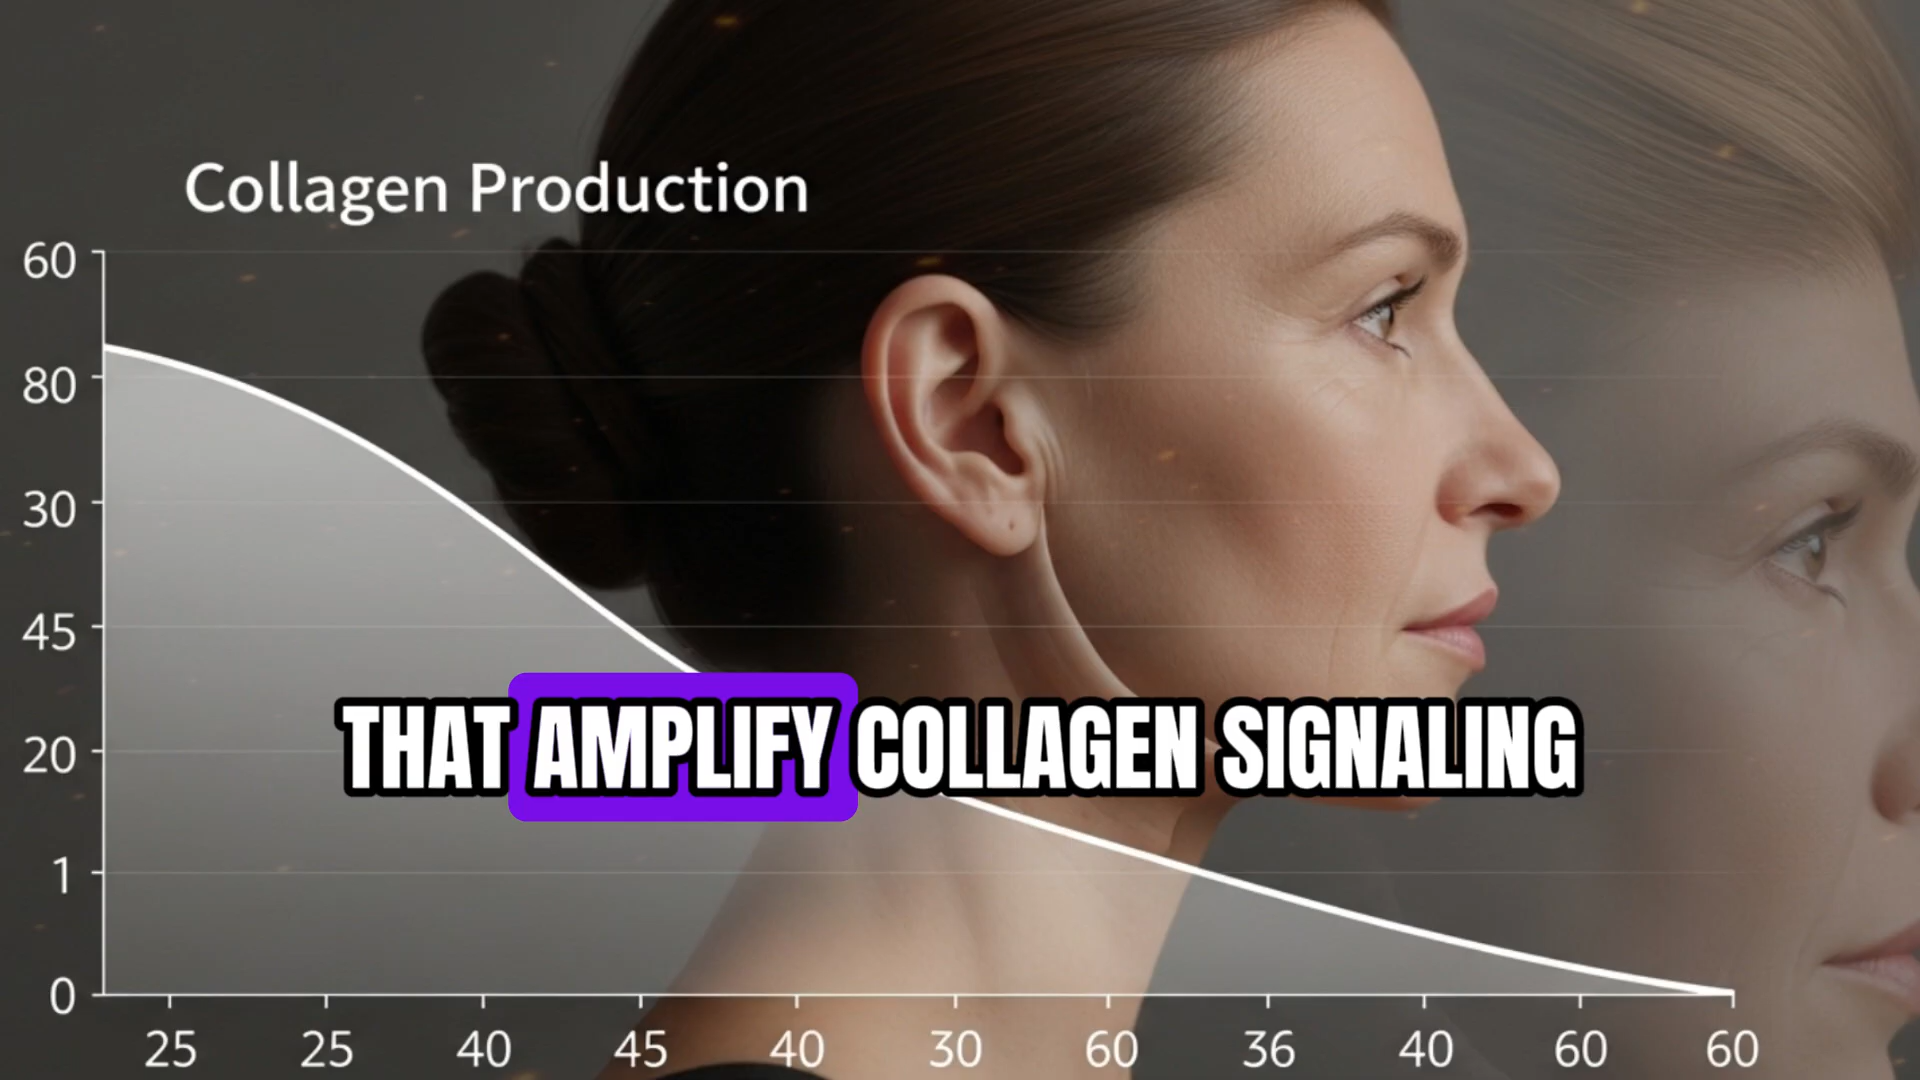 Collagen Production
60
80
30
45
20
1
0
25 25 40 45 40 30 60 36 40 60 60
THAT AMPLIFY COLLAGEN SIGNALING